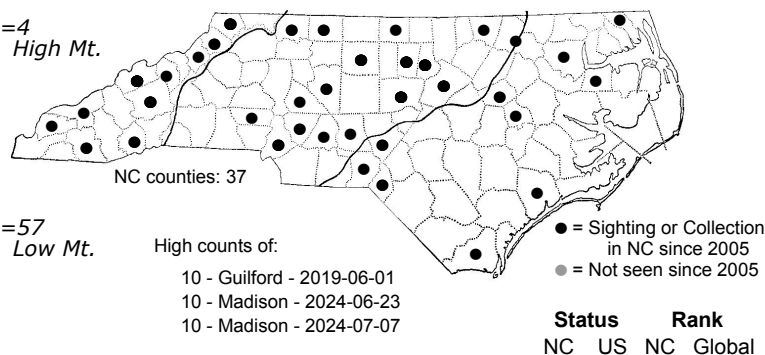 =4
High Mt.
NC counties: 37
=57
Low Mt.
High counts of:
10 - Guilford - 2019-06-01
10 - Madison - 2024-06-23
10 - Madison - 2024-07-07
● = Sighting or Collection
in NC since 2005
● = Not seen since 2005
Status Rank
NC US NC Global